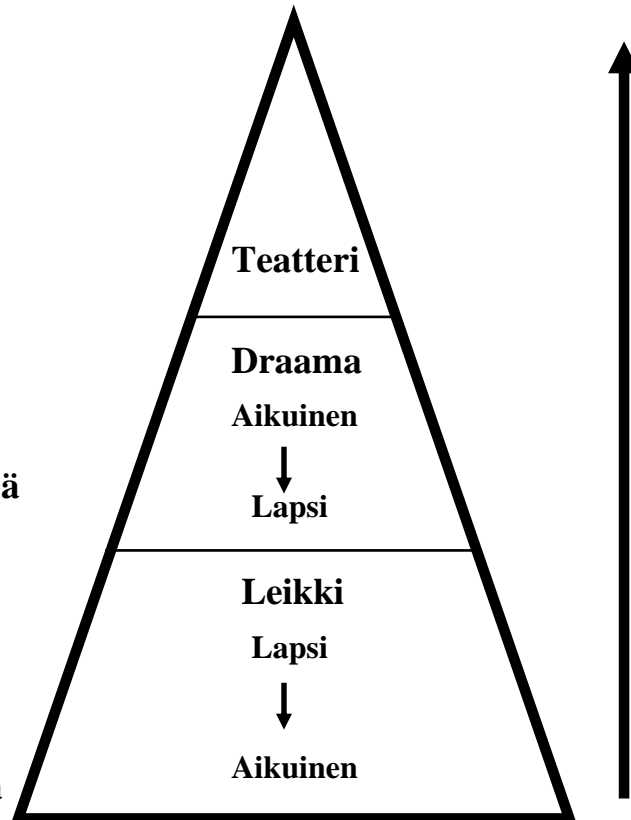 Teatteri
Draama
Aikuinen
ä
Lapsi
Leikki
Lapsi
Aikuinen